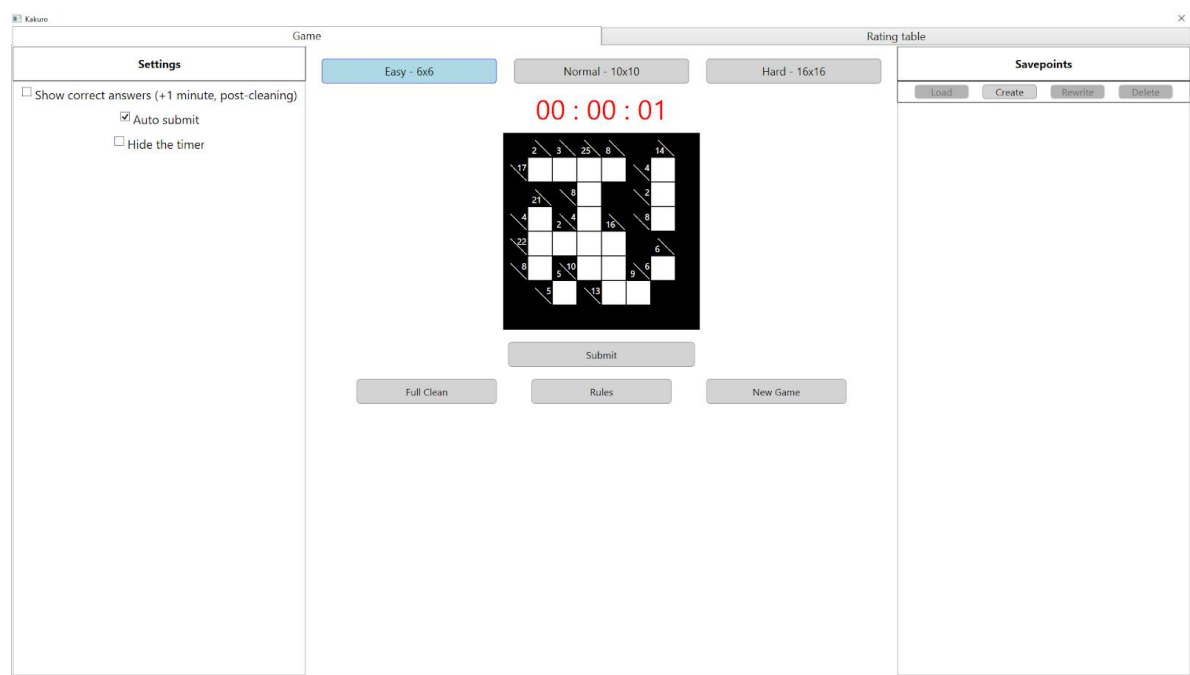 Kakuro
Game
Rating table
Settings
Show correct answers (+1 minute, post-cleaning)
Auto submit
Hide the timer
Easy - 6x6
Normal - 10x10
Hard - 16x16
00 : 00 : 01
2 3 25 8 14
17 4
21 8 2
4 2 4 16 8
22 6
8 5 10 9 6
5 13
Submit
Full Clean
Rules
New Game
Savepoints
Load
Create
Rewrite
Delete